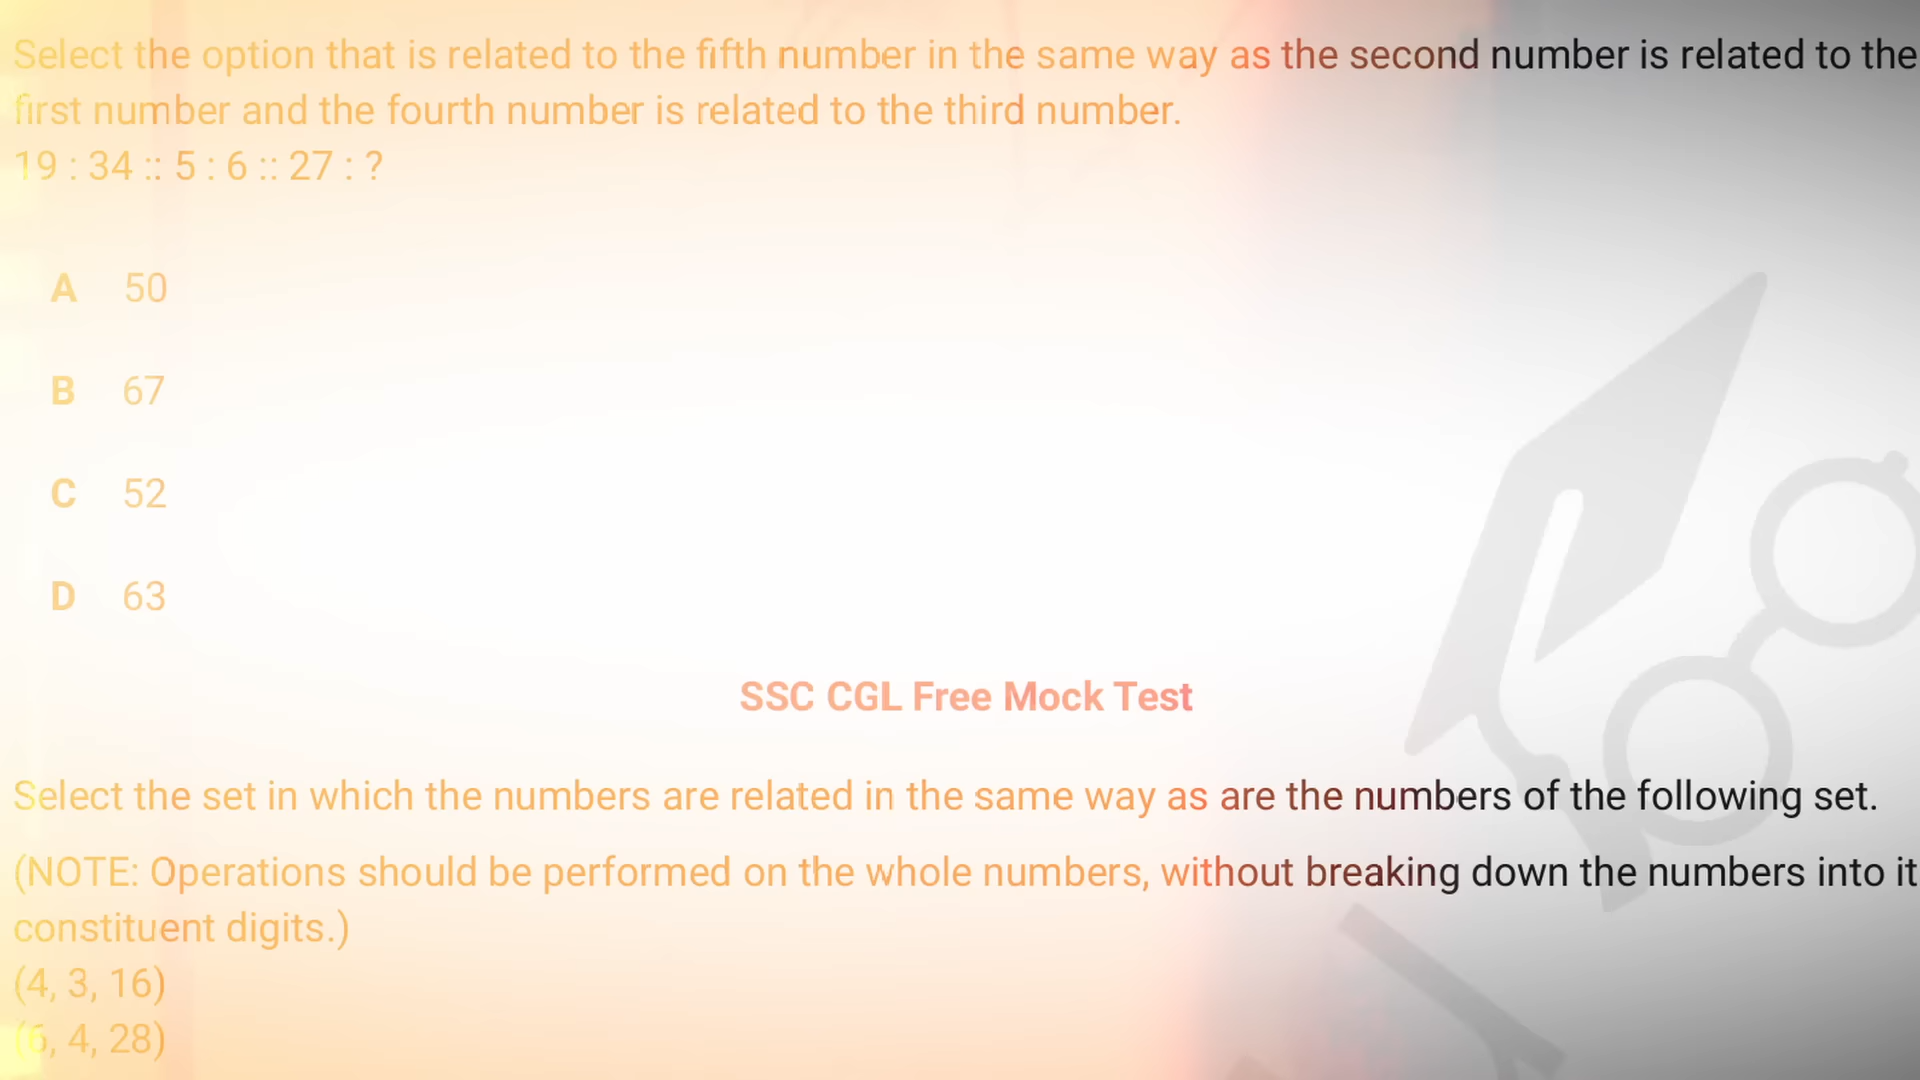 Select the option that is related to the fifth number in the same way as the second number is related to the
first number and the fourth number is related to the third number.
19 : 34 :: 5 : 6 :: 27 : ?
A 50
B 67
C 52
D 63
SSC CGL Free Mock Test
Select the set in which the numbers are related in the same way as are the numbers of the following set.
(NOTE: Operations should be performed on the whole numbers, without breaking down the numbers into it
constituent digits.)
(4, 3, 16)
(6, 4, 28)